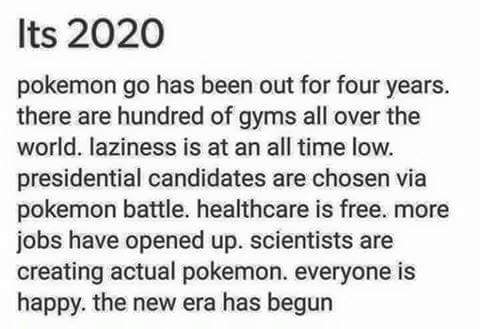 Its 2020
pokemon go has been out for four years.
there are hundred of gyms all over the
world. laziness is at an all time low.
presidential candidates are chosen via
pokemon battle. healthcare is free. more
jobs have opened up. scientists are
creating actual pokemon. everyone is
happy. the new era has begun